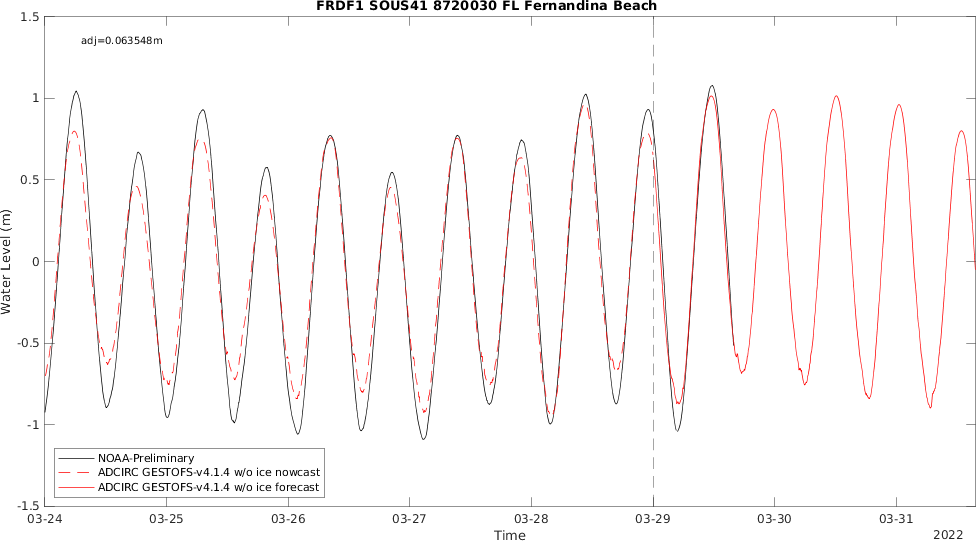 FRDF1 SOUS41 8720030 FL Fernandina Beach
adj=0.063548m
1.5
1
0.5
0
-0.5
-1
-1.5
Water Level (m)
NOAA-Preliminary
ADCIRC GESTOFS-v4.1.4 w/o ice nowcast
ADCIRC GESTOFS-v4.1.4 w/o ice forecast
03-24 03-25 03-26 03-27 03-28 03-29 03-30 03-31
Time
2022